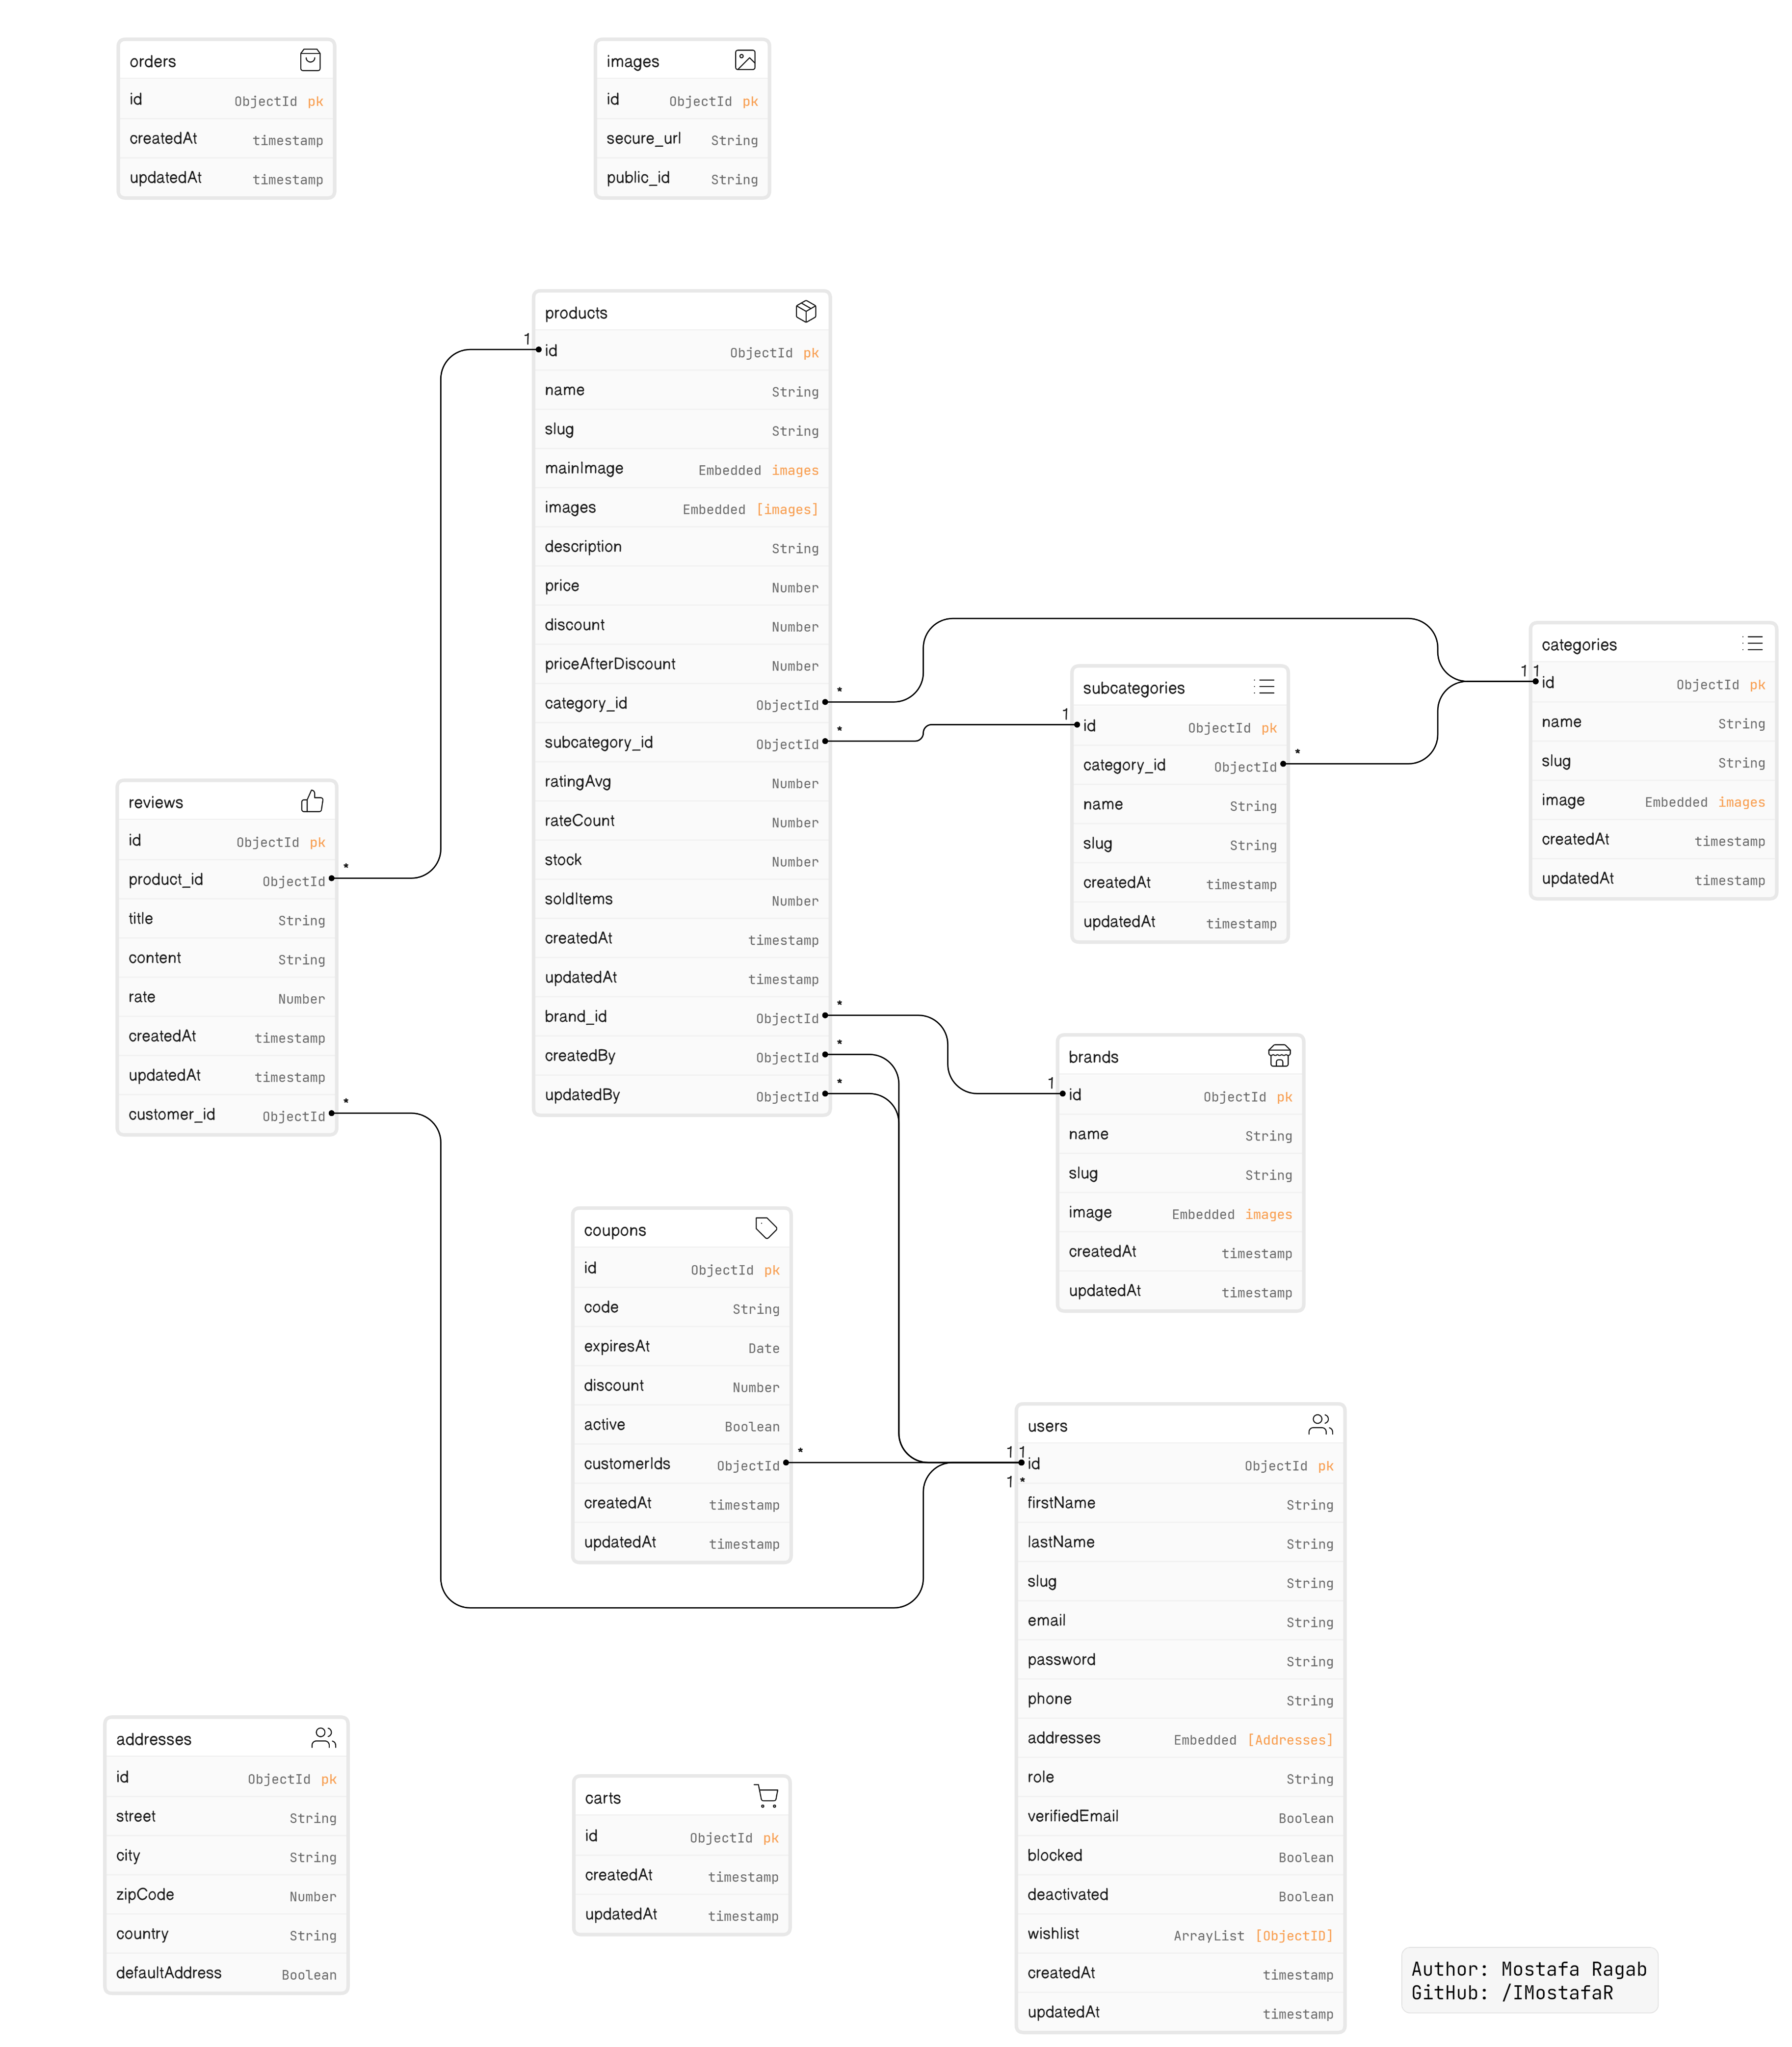 orders
id ObjectId pk
createdAt timestamp
updatedAt timestamp
images
id ObjectId pk
secure_url String
public_id String
products
1
id ObjectId pk
name String
slug String
mainImage Embedded images
images Embedded [images]
description String
price Number
discount Number
priceAfterDiscount Number
category_id ObjectId *
subcategory_id ObjectId *
ratingAvg Number
rateCount Number
stock Number
soldItems Number
createdAt timestamp
updatedAt timestamp
brand_id ObjectId *
createdBy ObjectId *
updatedBy ObjectId *
subcategories
1
id ObjectId pk
category_id ObjectId *
name String
slug String
createdAt timestamp
updatedAt timestamp
categories
1 1
id ObjectId pk
name String
slug String
image Embedded images
createdAt timestamp
updatedAt timestamp
reviews
id ObjectId pk
product_id ObjectId *
title String
content String
rate Number
createdAt timestamp
updatedAt timestamp
customer_id ObjectId *
brands
1
id ObjectId pk
name String
slug String
image Embedded images
createdAt timestamp
updatedAt timestamp
coupons
id ObjectId pk
code String
expiresAt Date
discount Number
active Boolean
customerIds ObjectId *
createdAt timestamp
updatedAt timestamp
users
1 1
id ObjectId pk
1 *
firstName String
lastName String
slug String
email String
password String
phone String
addresses Embedded [Addresses]
role String
verifiedEmail Boolean
blocked Boolean
deactivated Boolean
wishlist ArrayList [ObjectID]
createdAt timestamp
updatedAt timestamp
addresses
id ObjectId pk
street String
city String
zipCode Number
country String
defaultAddress Boolean
carts
id ObjectId pk
createdAt timestamp
updatedAt timestamp
Author: Mostafa Ragab
GitHub: /IMostafaR